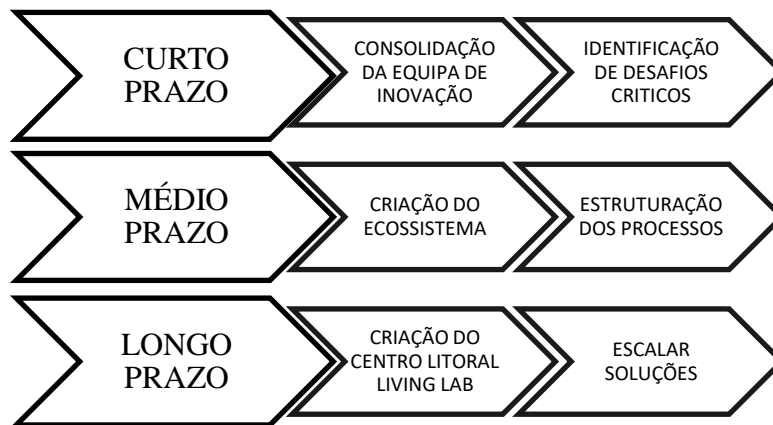 CURTO
PRAZO
CONSOLIDAÇÃO
DA EQUIPA DE
INOVAÇÃO
IDENTIFICAÇÃO
DE DESAFIOS
CRITICOS
MÉDIO
PRAZO
CRIAÇÃO DO
ECOSSISTEMA
ESTRUTURAÇÃO
DOS PROCESSOS
LONGO
PRAZO
CRIAÇÃO DO
CENTRO LITORAL
LIVING LAB
ESCALAR
SOLUÇÕES